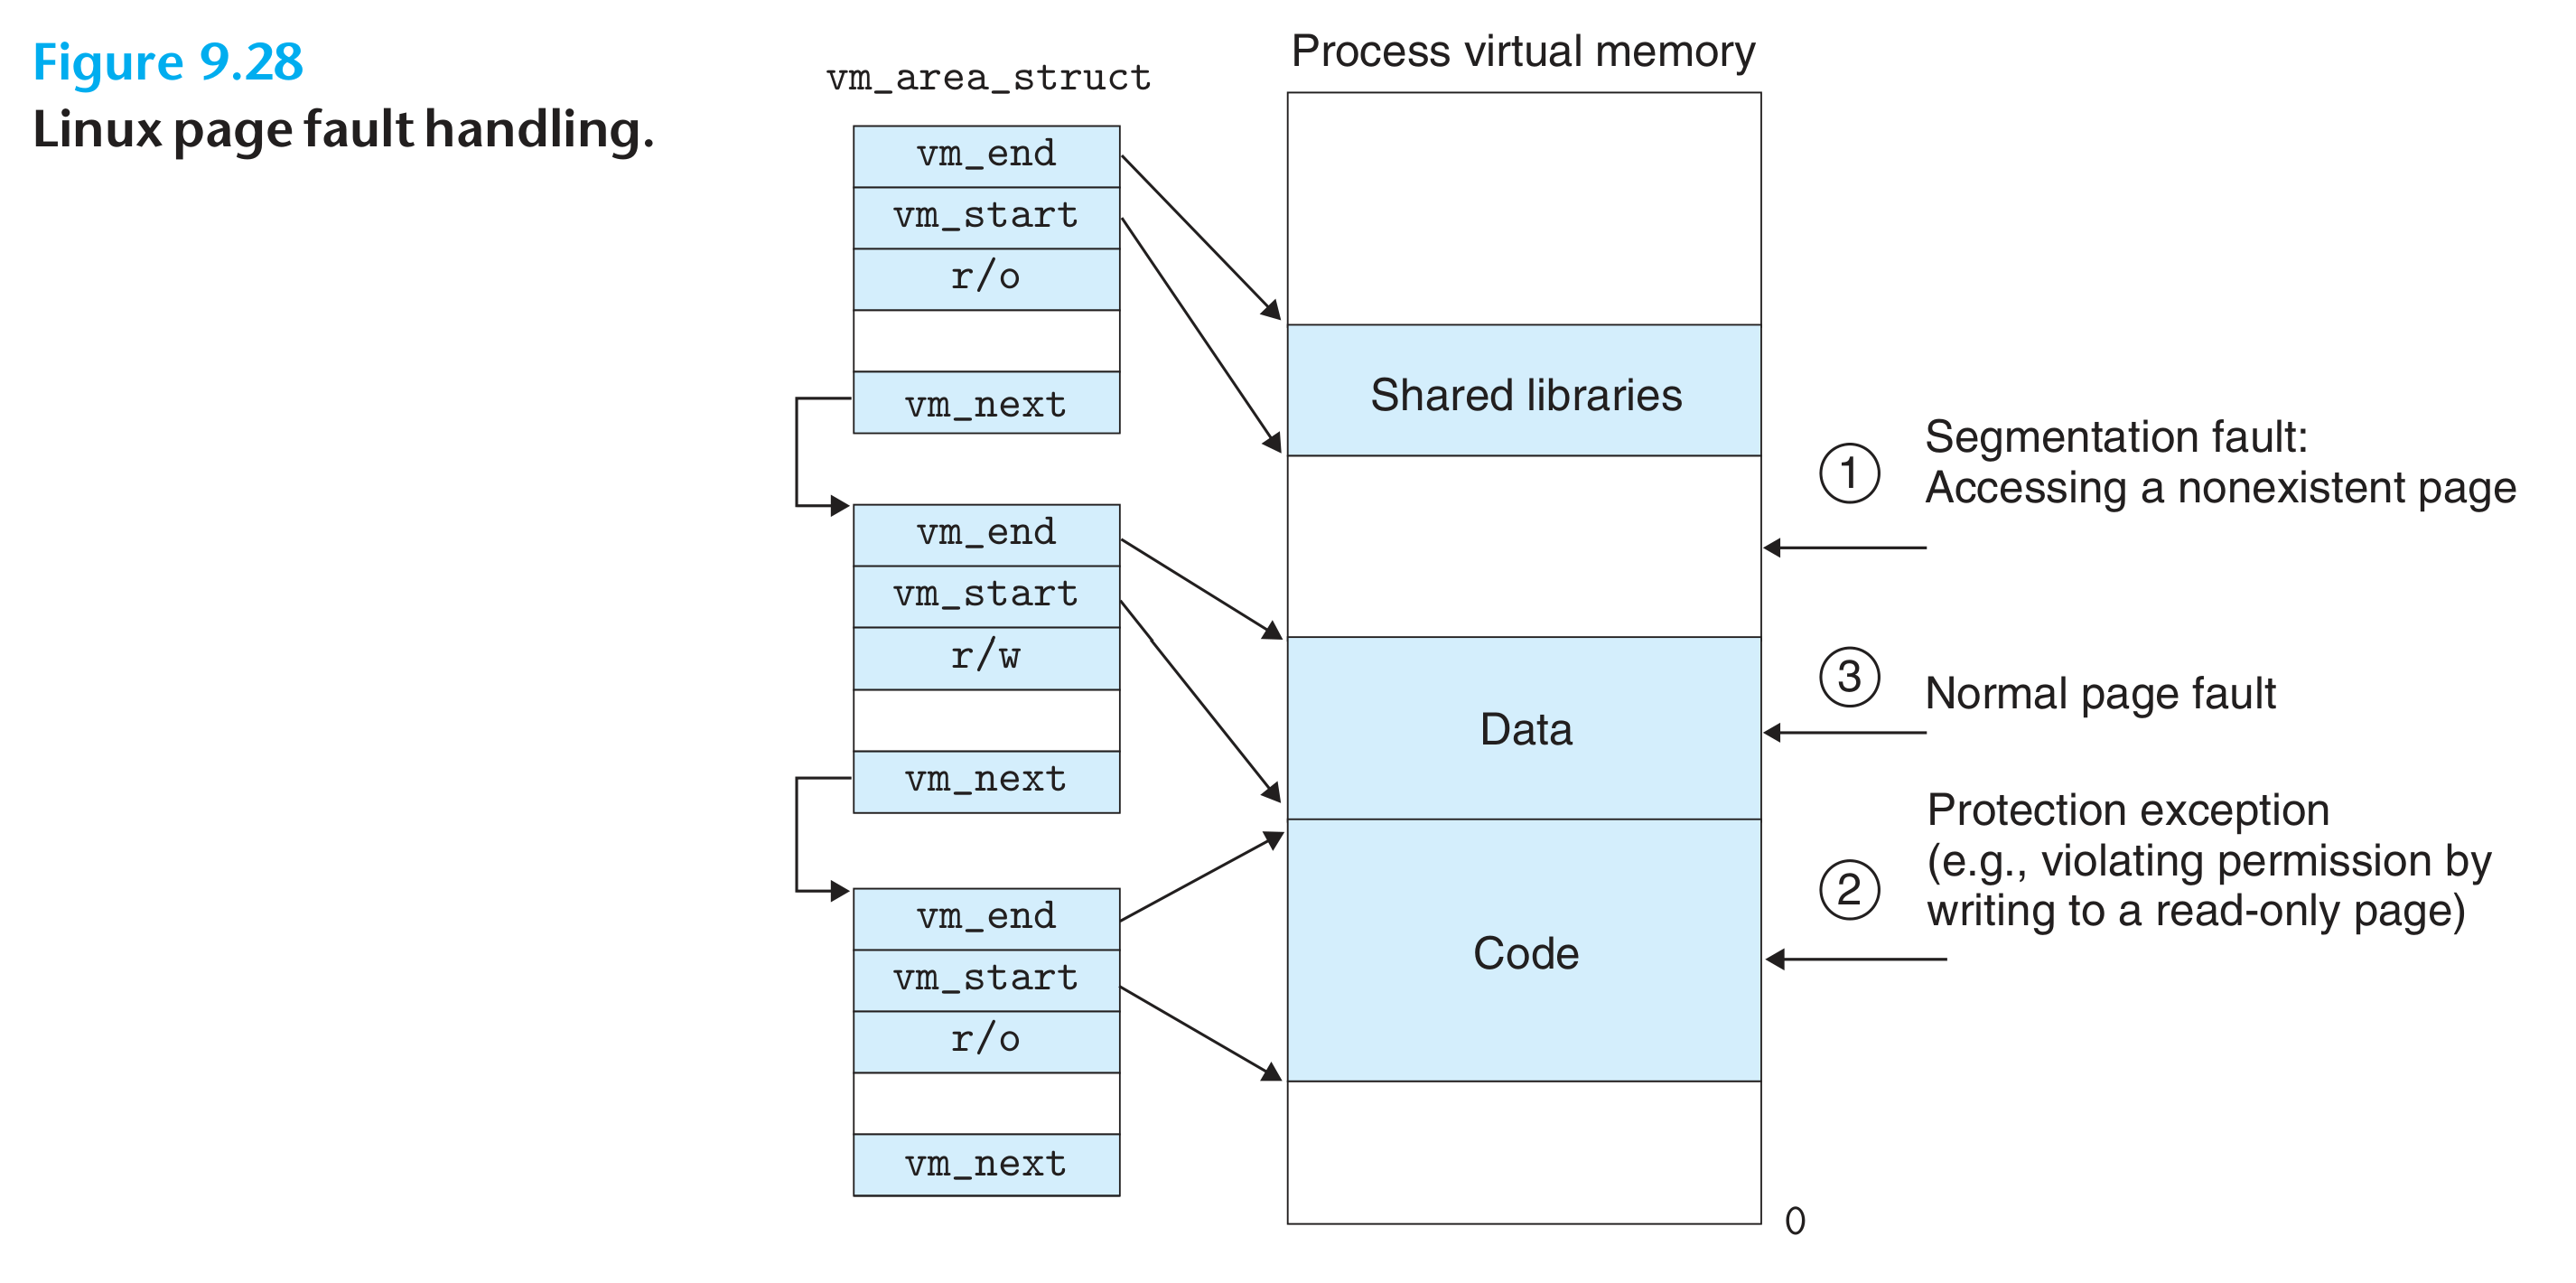 Figure 9.28
Linux page fault handling.
vm_area_struct
vm_end
vm_start
r/o
vm_next
vm_end
vm_start
r/w
vm_next
vm_end
vm_start
r/o
vm_next
Process virtual memory
Shared libraries
Data
Code
0
1
Segmentation fault:
Accessing a nonexistent page
3
Normal page fault
2
Protection exception
(e.g., violating permission by
writing to a read-only page)